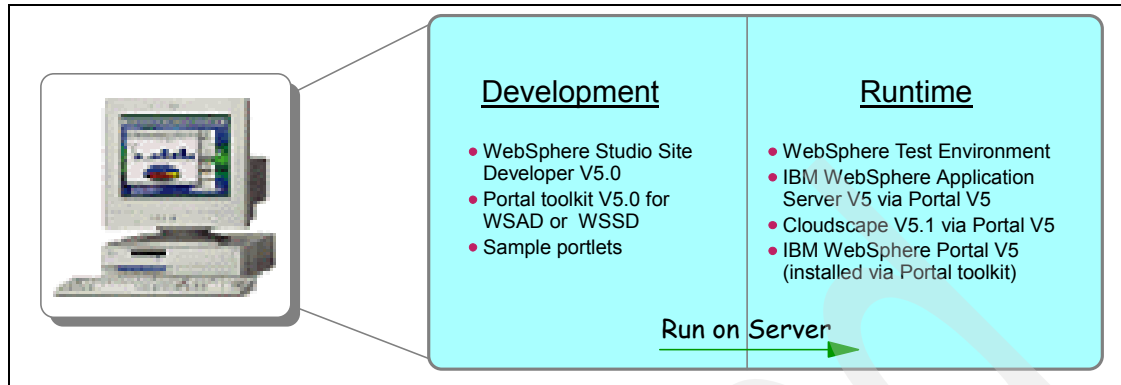 Development
WebSphere Studio Site
Developer V5.0
Portal toolkit V5.0 for
WSAD or WSSD
Sample portlets
Runtime
WebSphere Test Environment
IBM WebSphere Application
Server V5 via Portal V5
Cloudscape V5.1 via Portal V5
IBM WebSphere Portal V5
(installed via Portal toolkit)
Run on Server